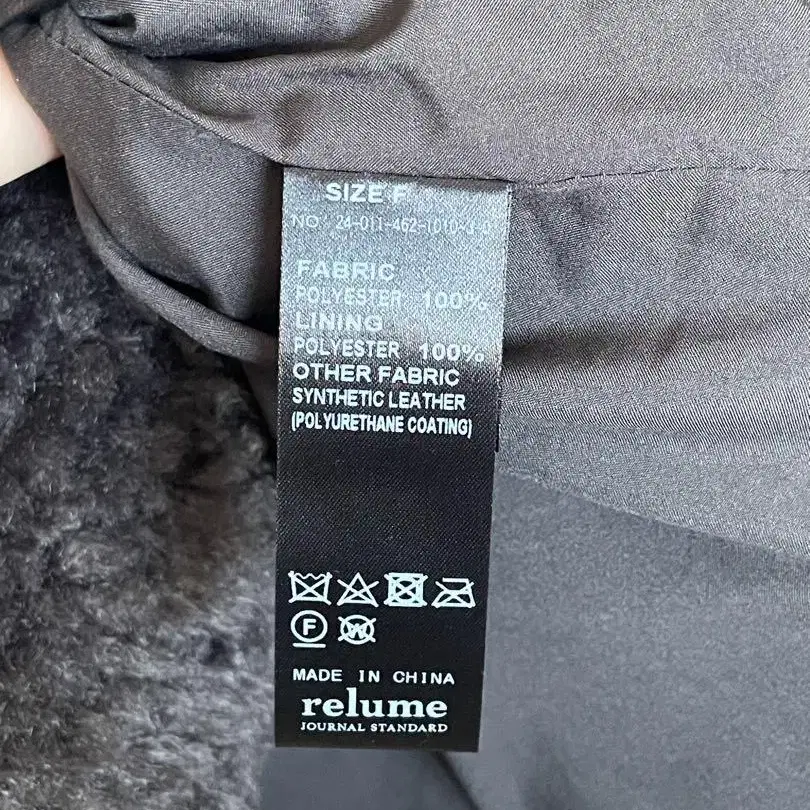 SIZE F
NO. 24-011-462-1010-3-0
FABRIC
POLYESTER 100%
LINING
POLYESTER 100%
OTHER FABRIC
SYNTHETIC LEATHER
(POLYURETHANE COATING)
F W
MADE IN CHINA
relume
JOURNAL STANDARD